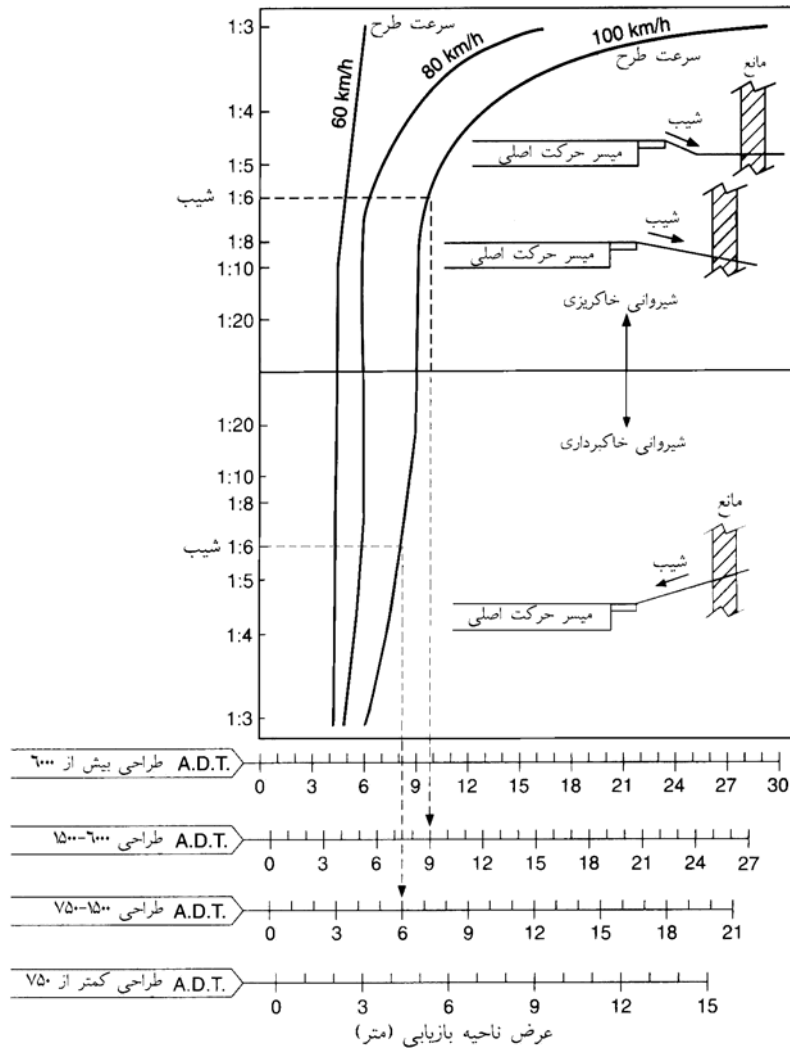 1:3
1:4
1:5
شیب 1:6
1:8
1:10
1:20
1:20
1:10
1:8
شیب 1:6
1:5
1:4
1:3
سرعت طرح
60 km/h
80 km/h
100 km/h
سرعت طرح
مانع
شیب
میسر حرکت اصلی
شیب
میسر حرکت اصلی
شیروانی خاکریزی
شیروانی خاکبرداری
مانع
شیب
میسر حرکت اصلی
A.D.T. طراحی بیش از ۶۰۰۰
0 3 6 9 12 15 18 21 24 27 30
A.D.T. طراحی ۶۰۰۰-۱۵۰۰
0 3 6 9 12 15 18 21 24 27
A.D.T. طراحی ۱۵۰۰-۷۵۰
0 3 6 9 12 15 18 21
A.D.T. طراحی کمتر از ۷۵۰
0 3 6 9 12 15
عرض ناحیه بازیابی (متر)